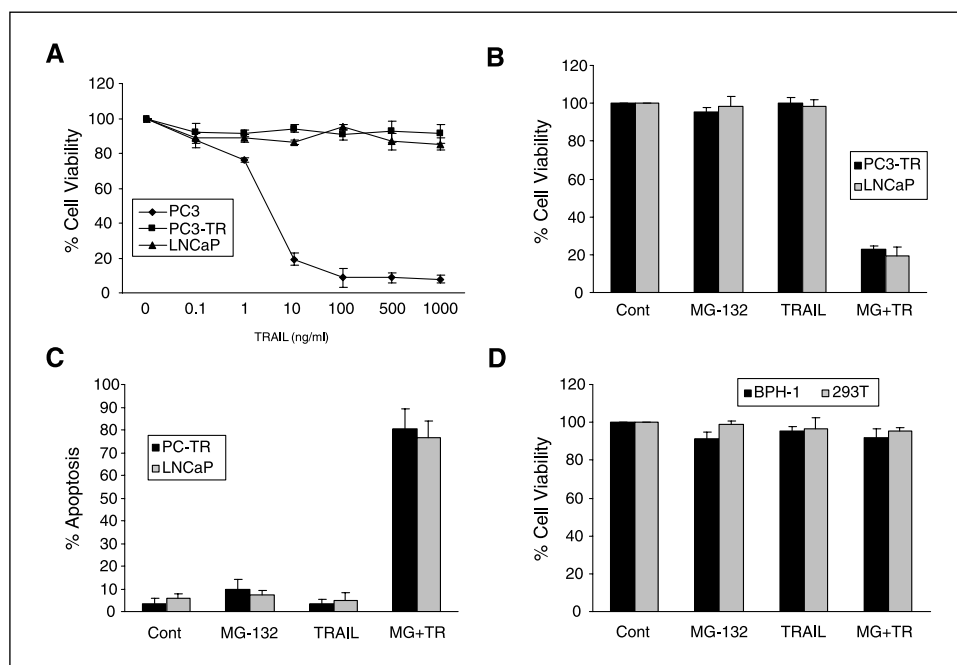 A
120
100
80
60
40
20
0
% Cell Viability
PC3
PC3-TR
LNCaP
0 0.1 1 10 100 500 1000
TRAIL (ng/ml)
B
120
100
80
60
40
20
0
% Cell Viability
PC3-TR
LNCaP
Cont MG-132 TRAIL MG+TR
C
100
90
80
70
60
50
40
30
20
10
0
% Apoptosis
PC-TR
LNCaP
Cont MG-132 TRAIL MG+TR
D
120
100
80
60
40
20
0
% Cell Viability
BPH-1 293T
Cont MG-132 TRAIL MG+TR